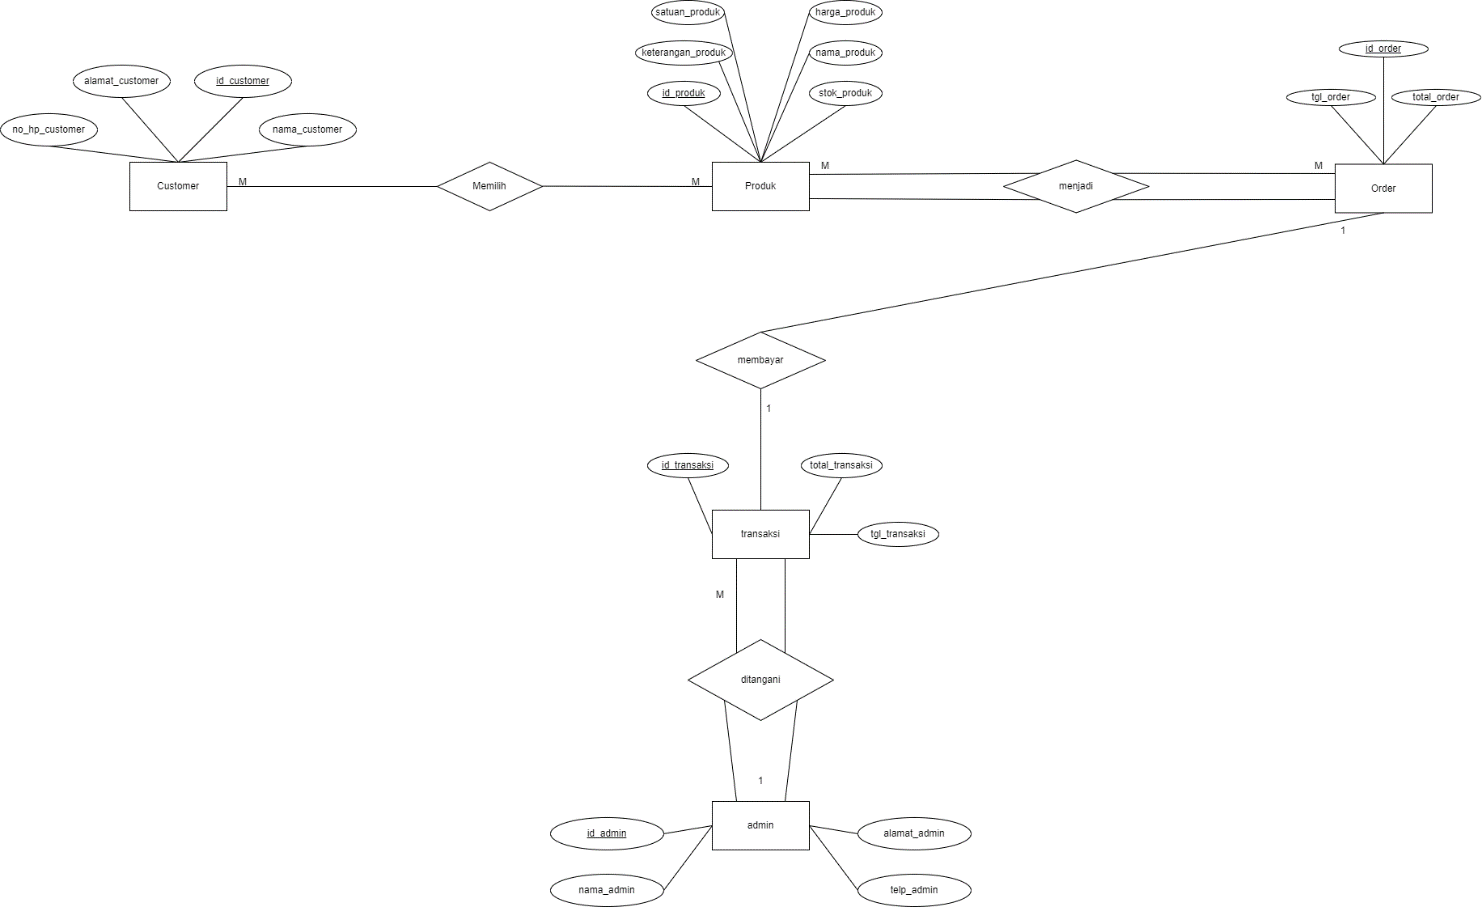 satuan_produk
harga_produk
keterangan_produk
nama_produk
id_order
alamat_customer
id_customer
id_produk
stok_produk
tgl_order
total_order
no_hp_customer
nama_customer
M
M
Customer
M
Memilih
M
Produk
menjadi
Order
1
membayar
1
id_transaksi
total_transaksi
transaksi
tgl_transaksi
M
ditangani
1
admin
id_admin
alamat_admin
nama_admin
telp_admin